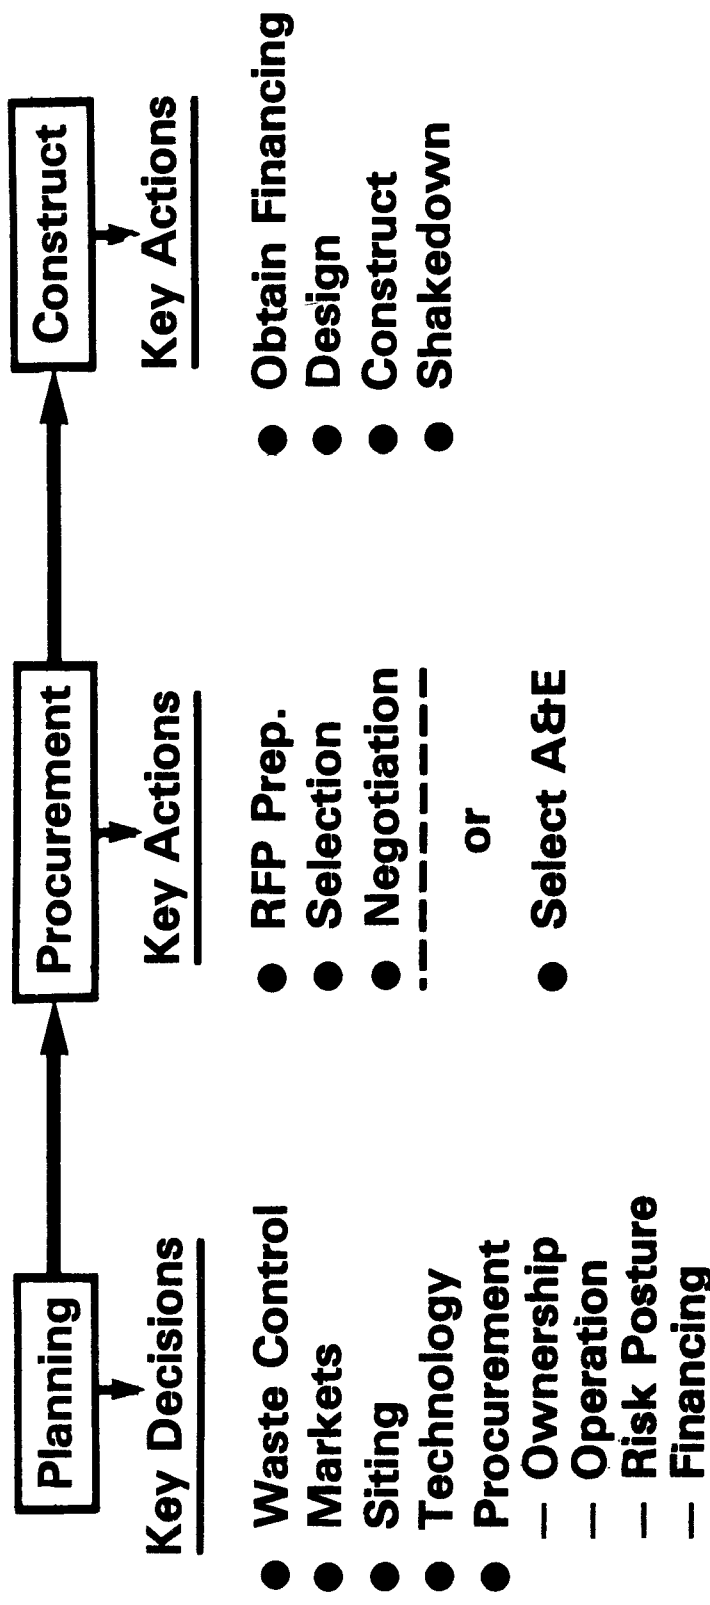 Planning
Key Decisions
● Waste Control
● Markets
● Siting
● Technology
● Procurement
— Ownership
— Operation
— Risk Posture
— Financing
Procurement
Key Actions
● RFP Prep.
● Selection
● Negotiation
or
● Select A&E
Construct
Key Actions
● Obtain Financing
● Design
● Construct
● Shakedown